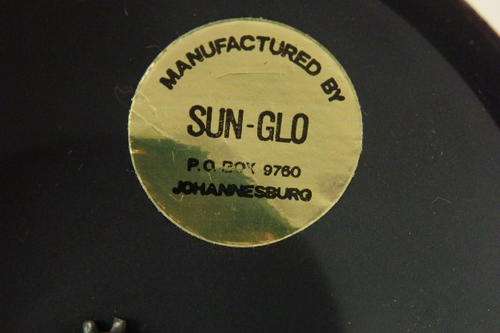 MANUFACTURED BY
SUN-GLO
P.O. BOX 9760
JOHANNESBURG